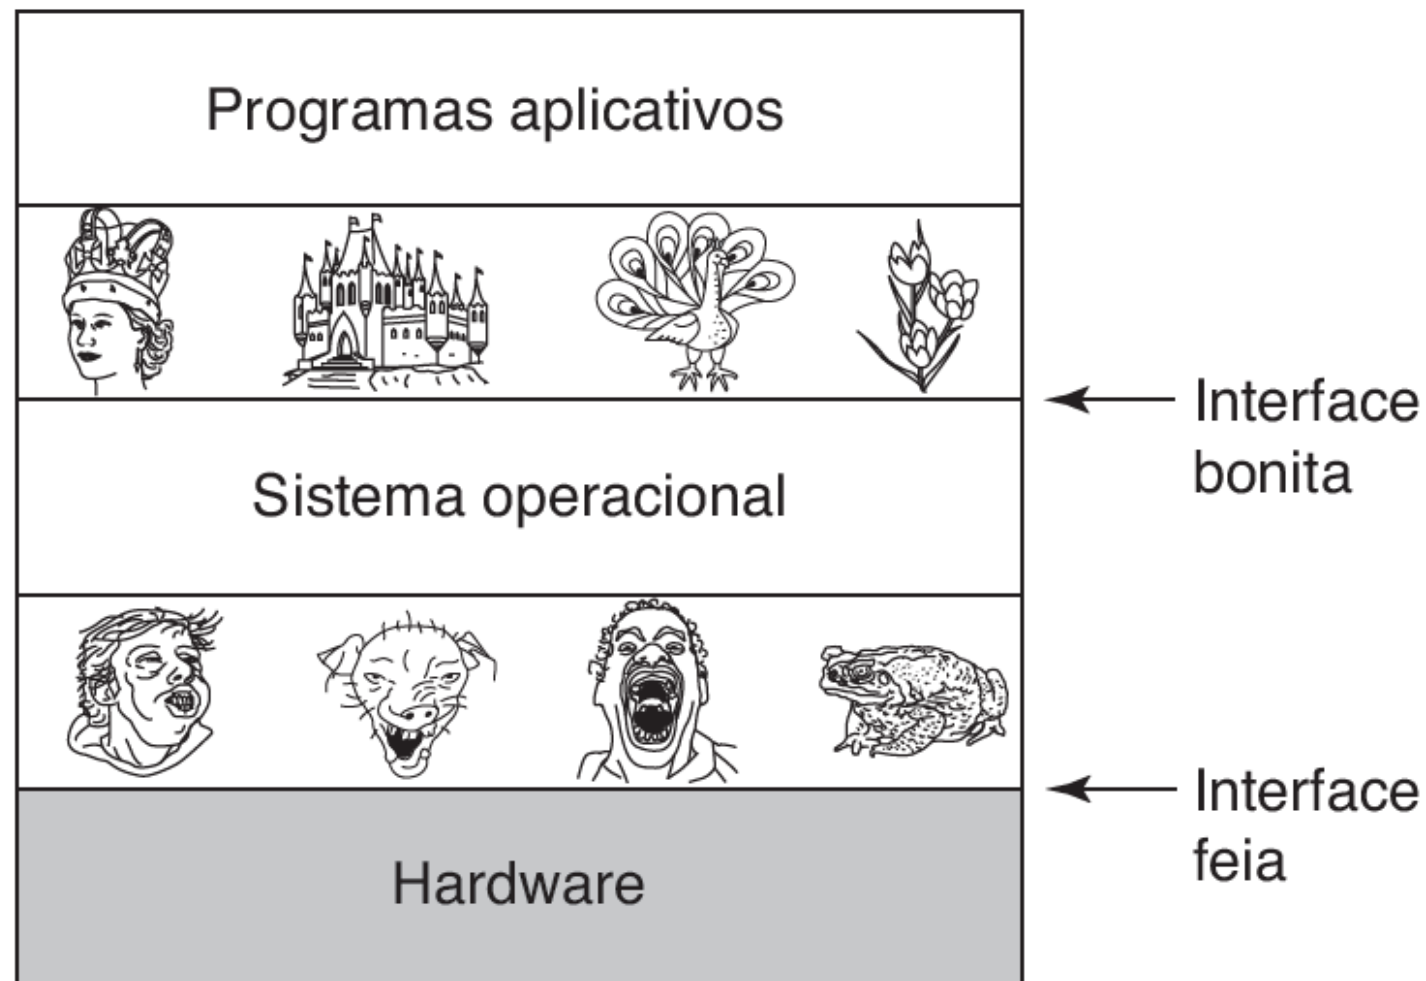 Programas aplicativos
Interface
bonita
Sistema operacional
Interface
feia
Hardware